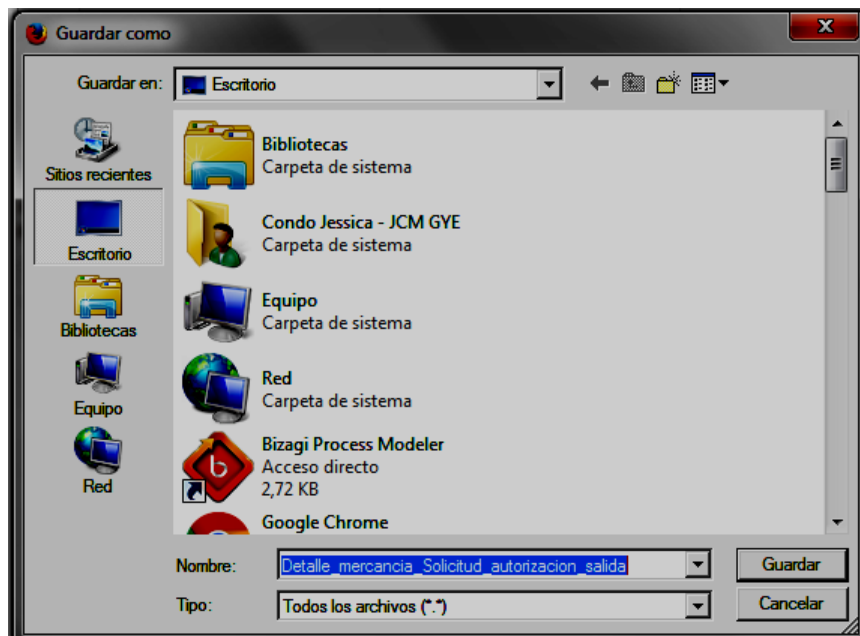 Guardar como
x
Guardar en:
Escritorio
Sitios recientes
Escritorio
Bibliotecas
Equipo
Red
Bibliotecas
Carpeta de sistema
Condo Jessica - JCM GYE
Carpeta de sistema
Equipo
Carpeta de sistema
Red
Carpeta de sistema
b
Bizagi Process Modeler
Acceso directo
2,72 KB
Google Chrome
Nombre:
Detalle_mercancia_Solicitud_autorizacion_salida
Guardar
Tipo:
Todos los archivos (*.*)
Cancelar